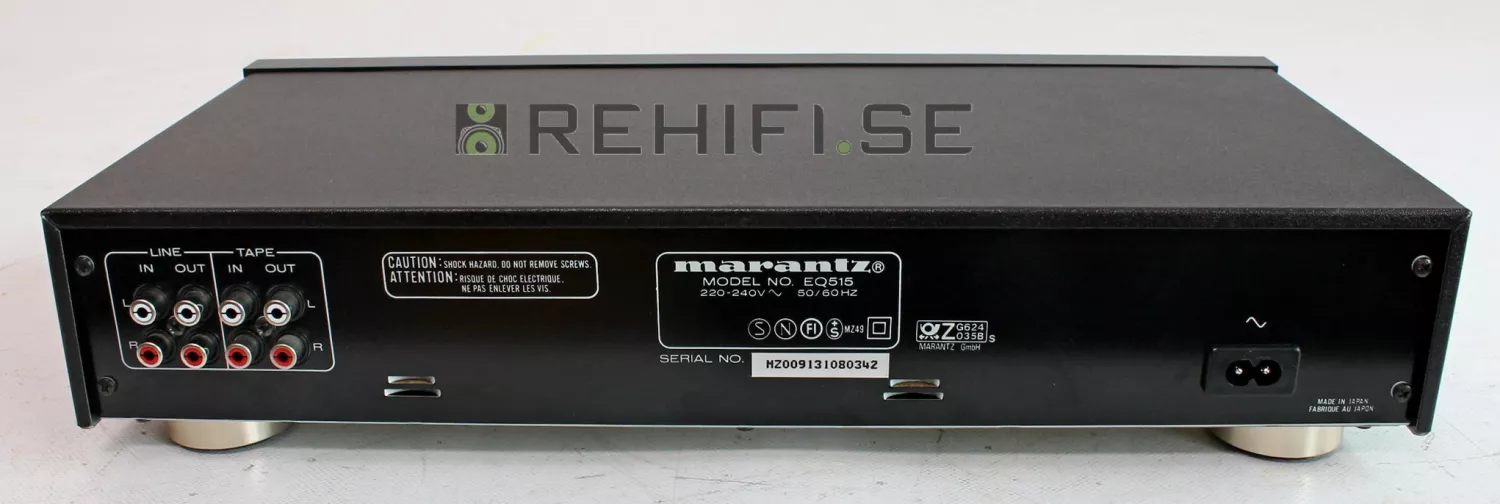 REHIFI.SE
LINE TAPE
IN OUT IN OUT
L L
R R
CAUTION: SHOCK HAZARD. DO NOT REMOVE SCREWS.
ATTENTION: RISQUE DE CHOC ELECTRIQUE.
NE PAS ENLEVER LES VIS.
marantz®
MODEL NO. EQ515
220-240V~ 50/60HZ
S N FI +S MZ49
SERIAL NO. MZ009131080342
Z G624
035B s
MARANTZ GmbH
~
MADE IN JAPAN
FABRIQUE AU JAPON